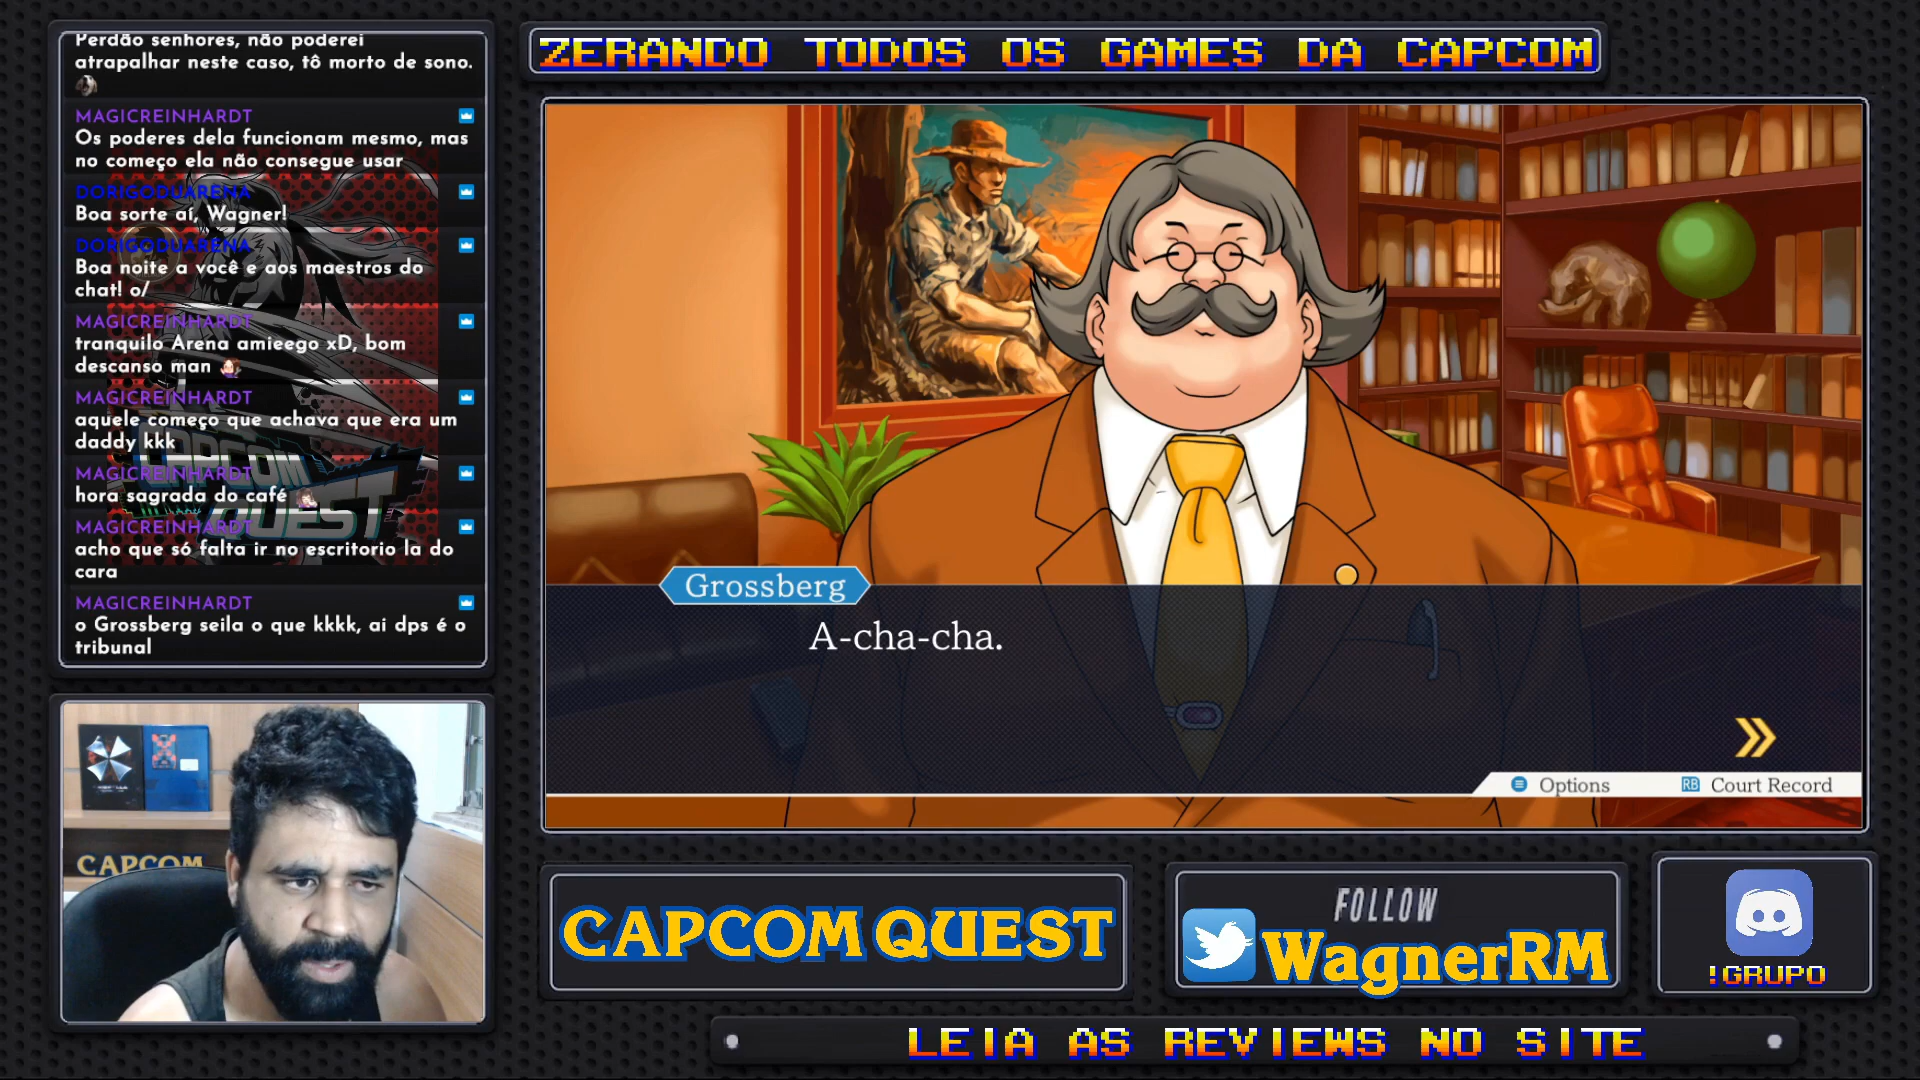 Perdão senhores, não poderei
atrapalhar neste caso, tô morto de sono.
MAGICREINHARDT
Os poderes dela funcionam mesmo, mas
no começo ela não consegue usar
DORIGODUARENA
Boa sorte aí, Wagner!
DORIGODUARENA
Boa noite a você e aos maestros do
chat! o/
MAGICREINHARDT
tranquilo Arena amieego xD, bom
descanso man
MAGICREINHARDT
aquele começo que achava que era um
daddy kkk
MAGICREINHARDT
hora sagrada do café
MAGICREINHARDT
acho que só falta ir no escritorio la do
cara
MAGICREINHARDT
o Grossberg seila o que kkkk, ai dps é o
tribunal
CAPCOM
QUEST
CAPCOM
ZERANDO TODOS OS GAMES DA CAPCOM
Grossberg
A-cha-cha.
Options
RB Court Record
CAPCOM QUEST
FOLLOW
WagnerRM
!GRUPO
LEIA AS REVIEWS NO SITE